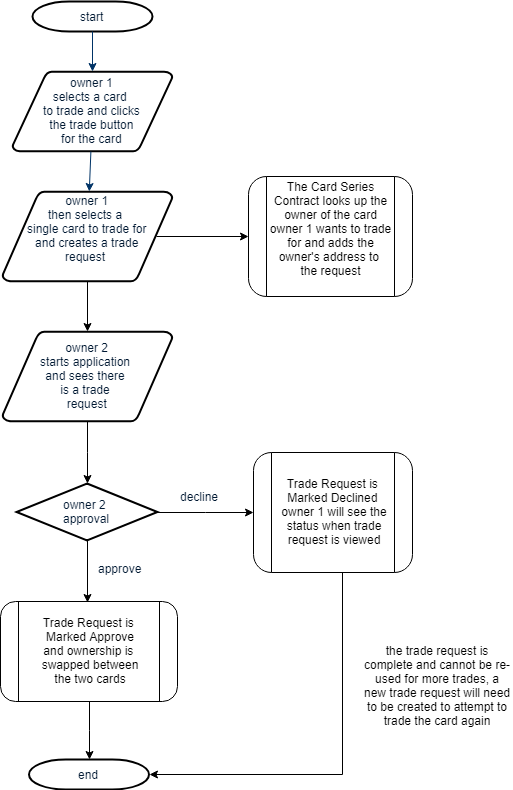 start
owner 1
selects a card
to trade and clicks
the trade button
for the card
owner 1
then selects a
single card to trade for
and creates a trade
request
The Card Series
Contract looks up the
owner of the card
owner 1 wants to trade
for and adds the
owner's address to
the request
owner 2
starts application
and sees there
is a trade
request
owner 2
approval
decline
Trade Request is
Marked Declined
owner 1 will see the
status when trade
request is viewed
approve
Trade Request is
Marked Approve
and ownership is
swapped between
the two cards
the trade request is
complete and cannot be re-
used for more trades, a
new trade request will need
to be created to attempt to
trade the card again
end